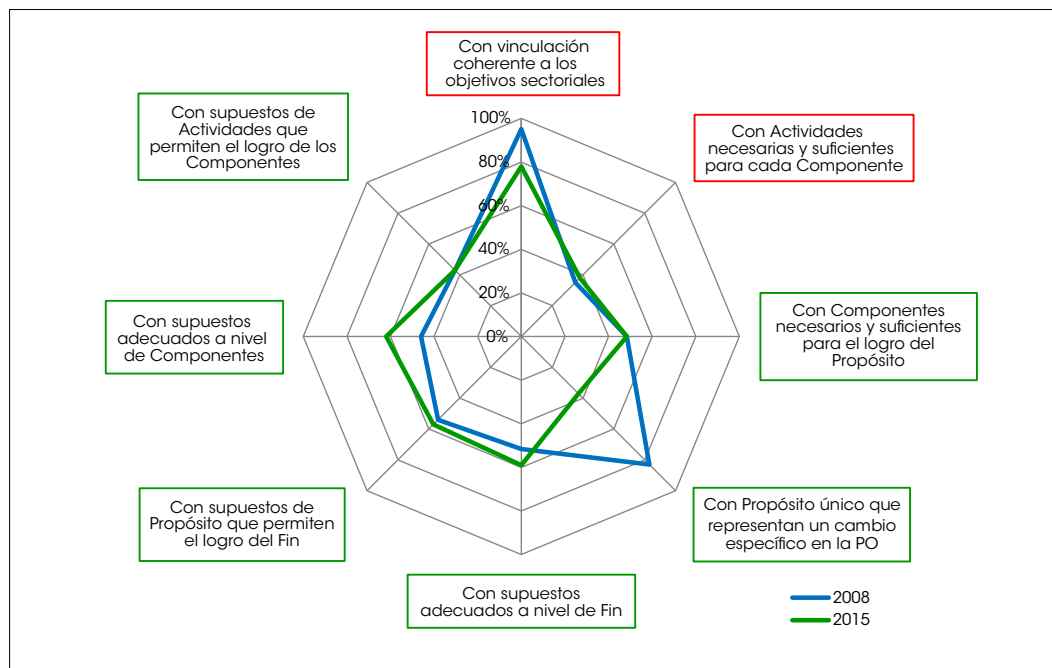 Con vinculación
coherente a los
objetivos sectoriales
Con supuestos de
Actividades que
permiten el logro de los
Componentes
Con Actividades
necesarias y suficientes
para cada Componente
100%
80%
60%
40%
20%
0%
Con supuestos
adecuados a nivel
de Componentes
Con Componentes
necesarios y suficientes
para el logro del
Propósito
Con supuestos de
Propósito que permiten
el logro del Fin
Con Propósito único que
representan un cambio
específico en la PO
Con supuestos
adecuados a nivel de Fin
2008
2015